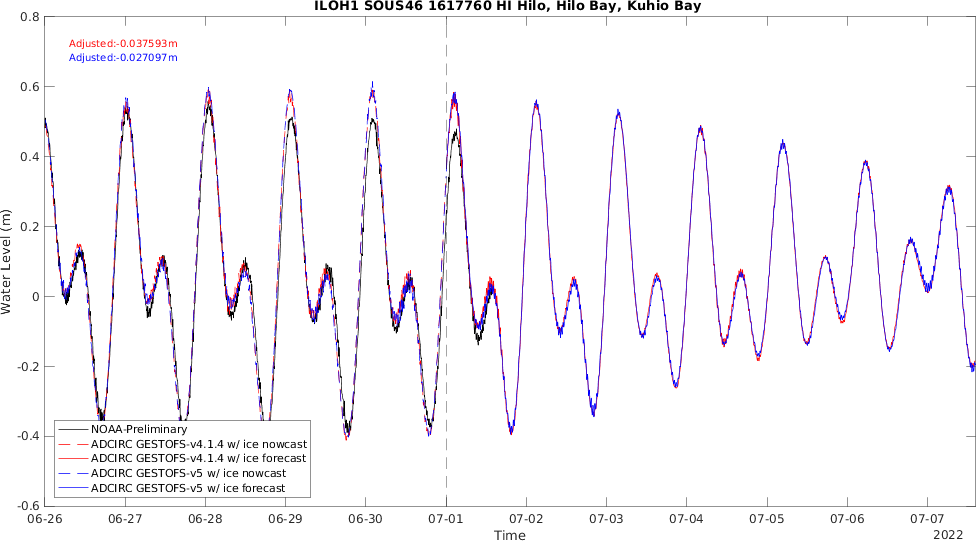 ILOH1 SOUS46 1617760 HI Hilo, Hilo Bay, Kuhio Bay
Adjusted:-0.037593m
Adjusted:-0.027097m
0.8
0.6
0.4
0.2
0
-0.2
-0.4
-0.6
Water Level (m)
NOAA-Preliminary
ADCIRC GESTOFS-v4.1.4 w/ ice nowcast
ADCIRC GESTOFS-v4.1.4 w/ ice forecast
ADCIRC GESTOFS-v5 w/ ice nowcast
ADCIRC GESTOFS-v5 w/ ice forecast
06-26 06-27 06-28 06-29 06-30 07-01 07-02 07-03 07-04 07-05 07-06 07-07
Time
2022